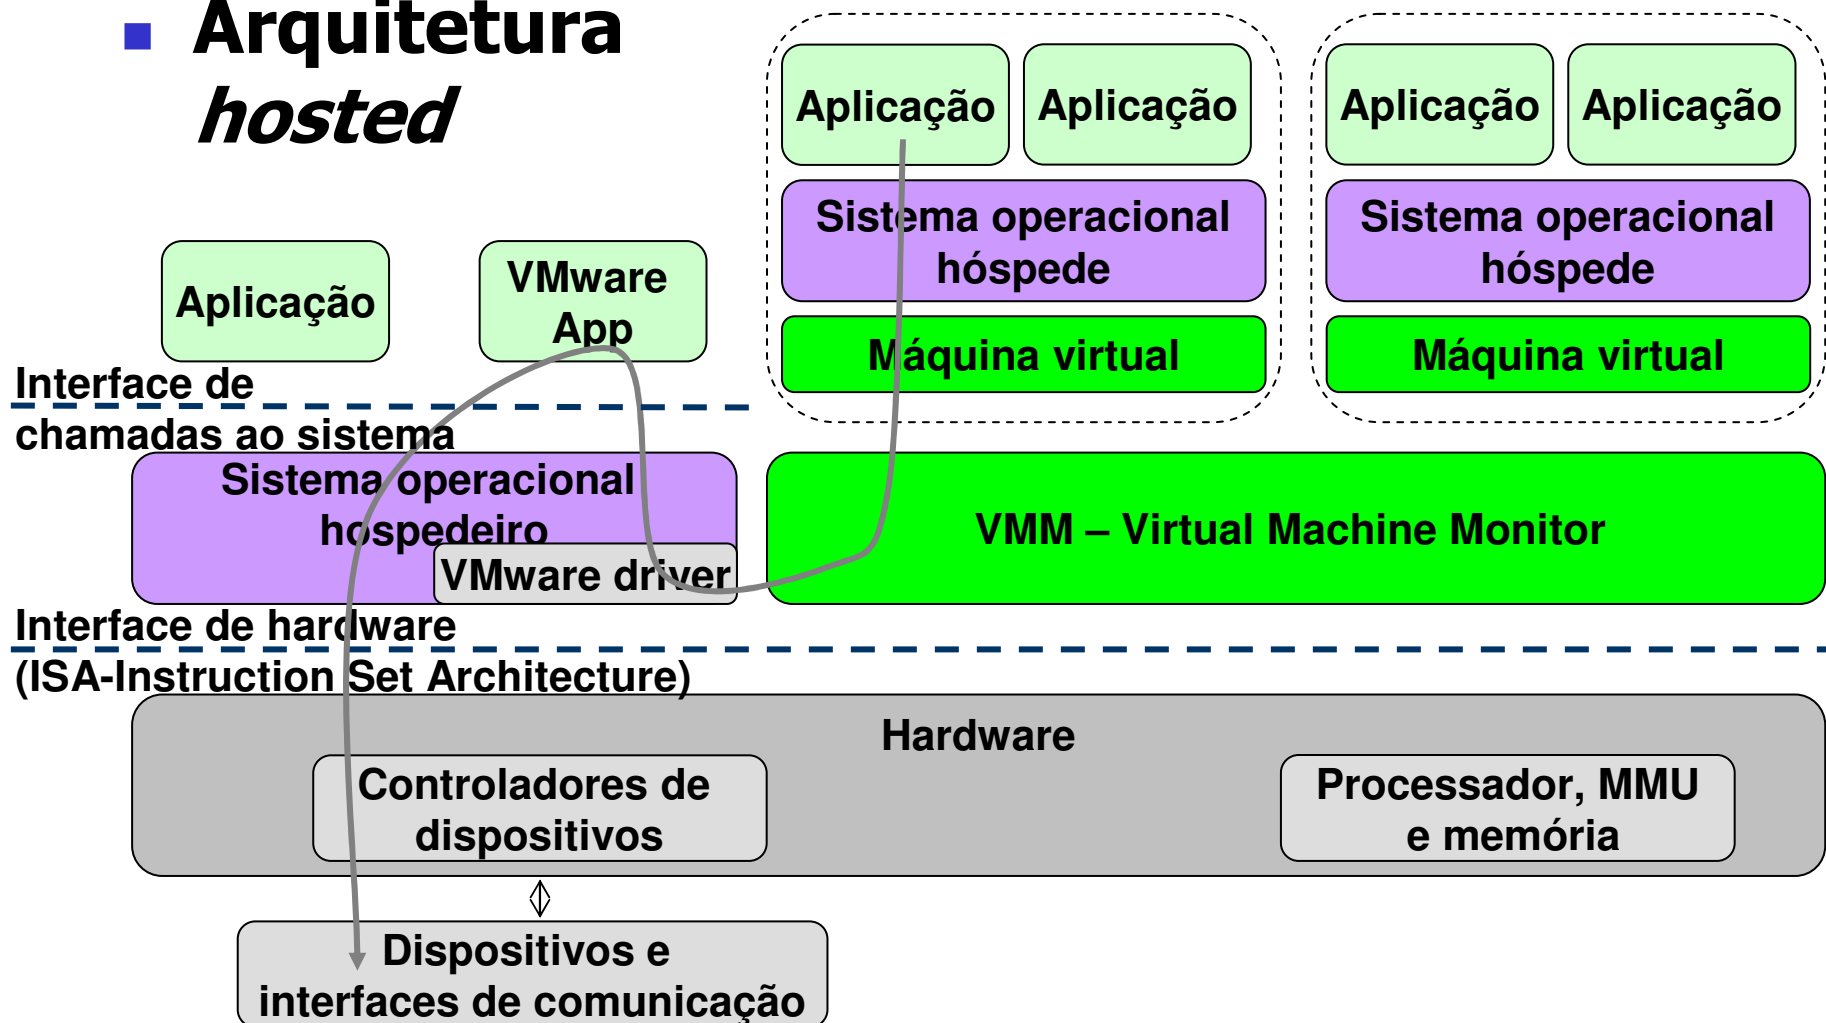 Arquitetura
hosted
Aplicação
Aplicação
Aplicação
Aplicação
Sistema operacional
hóspede
Sistema operacional
hóspede
Máquina virtual
Máquina virtual
Aplicação
VMware
App
Interface de
chamadas ao sistema
Sistema operacional
hospedeiro
VMware driver
VMM – Virtual Machine Monitor
Interface de hardware
(ISA-Instruction Set Architecture)
Hardware
Controladores de
dispositivos
Processador, MMU
e memória
Dispositivos e
interfaces de comunicação